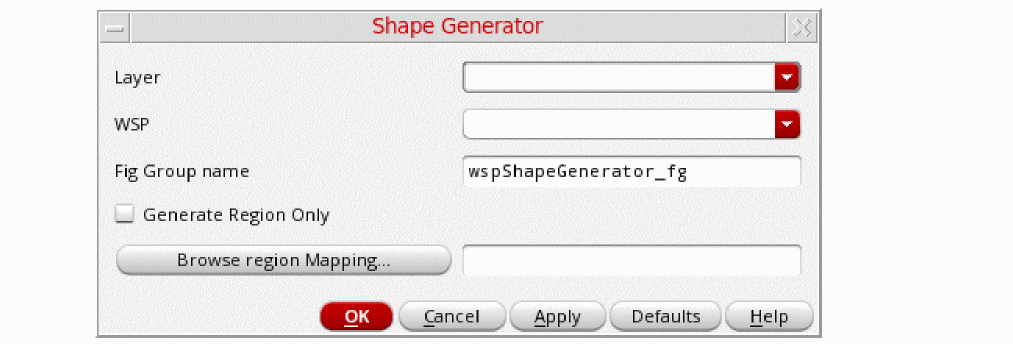 Shape Generator
Layer
WSP
Fig Group name wspShapeGenerator_fg
Generate Region Only
Browse region Mapping...
OK Cancel Apply Defaults Help